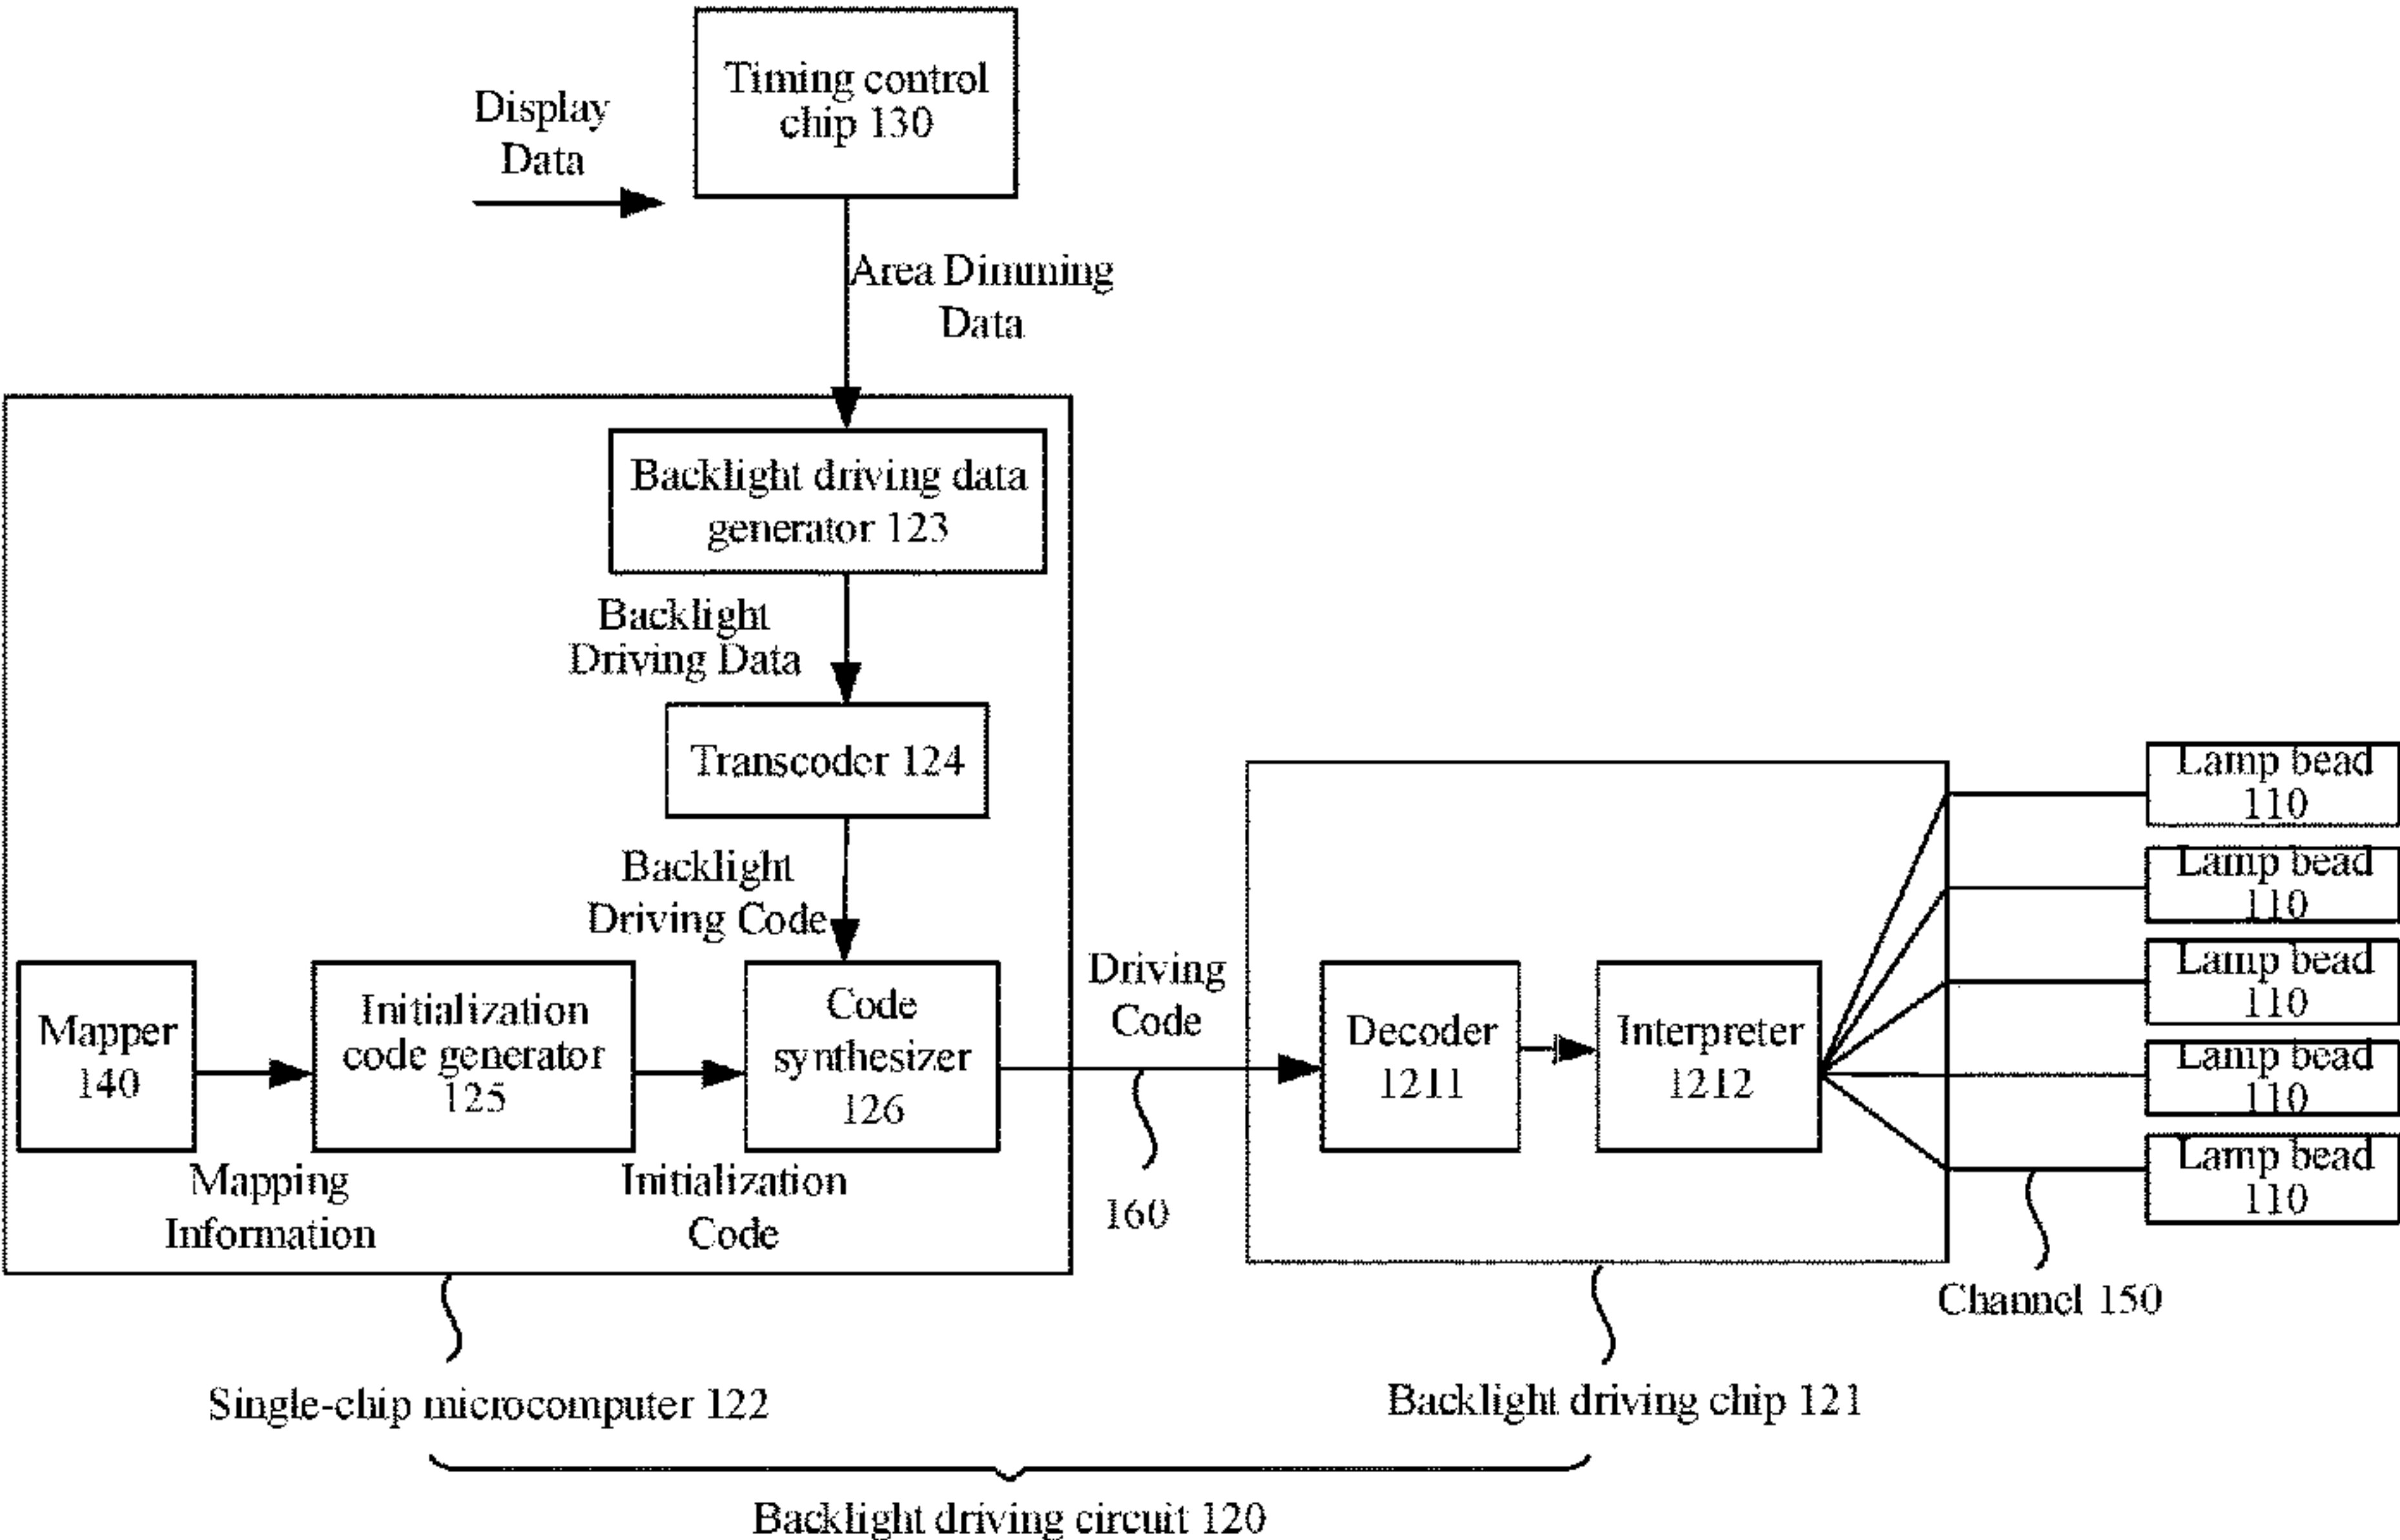 Timing control
chip 130
Display
Data
Area Dimming
Data
Backlight driving data
generator 123
Backlight
Driving Data
Transcoder 124
Backlight
Driving Code
Mapper
140
Mapping
Information
Initialization
code generator
125
Initialization
Code
Code
synthesizer
126
Driving
Code
160
Decoder
1211
Interpreter
1212
Lamp bead
110
Lamp bead
110
Lamp bead
110
Lamp bead
110
Lamp bead
110
Channel 150
Single-chip microcomputer 122
Backlight driving chip 121
Backlight driving circuit 120